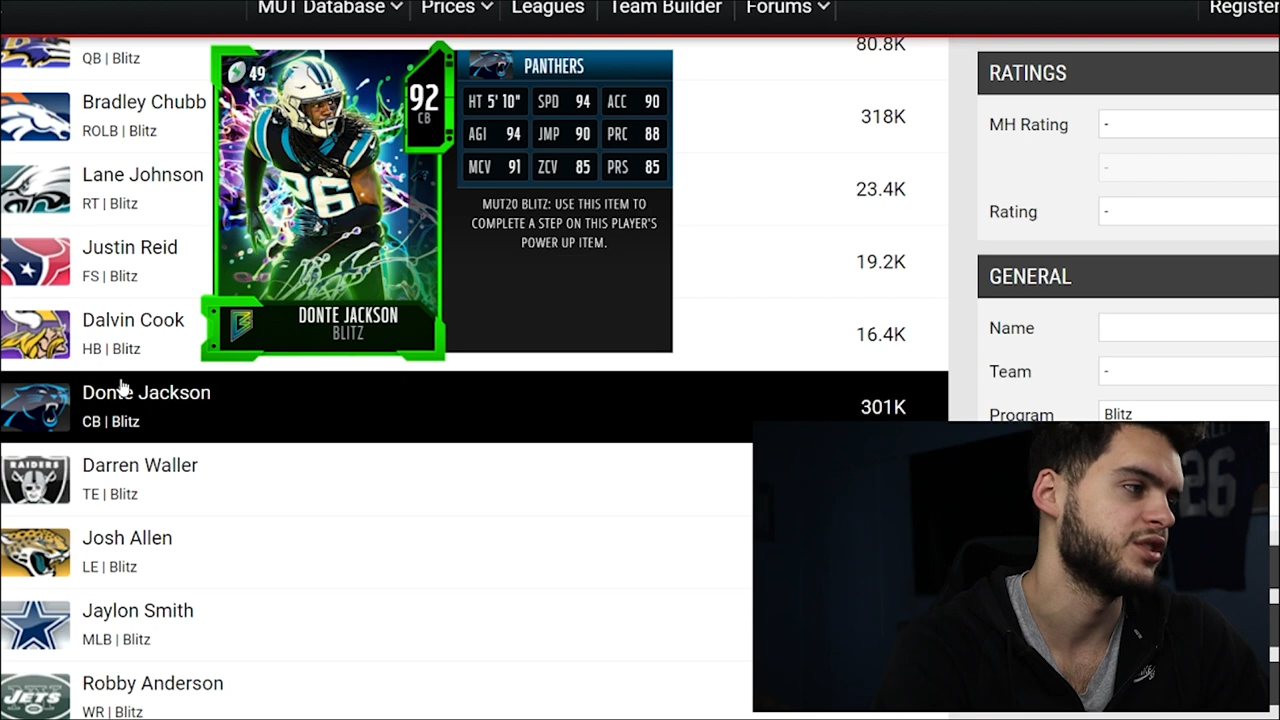 MUT Database
Prices
Leagues
Team Builder
Forums
Register
QB | Blitz
80.8K
Bradley Chubb
ROLB | Blitz
318K
Lane Johnson
RT | Blitz
23.4K
Justin Reid
FS | Blitz
19.2K
Dalvin Cook
HB | Blitz
16.4K
49
92
CB
26
DONTE JACKSON
BLITZ
PANTHERS
HT 5' 10" SPD 94 ACC 90
AGI 94 JMP 90 PRC 88
MCV 91 ZCV 85 PRS 85
MUT20 BLITZ: USE THIS ITEM TO
COMPLETE A STEP ON THIS PLAYER'S
POWER UP ITEM.
Donte Jackson
CB | Blitz
301K
RAIDERS
Darren Waller
TE | Blitz
Josh Allen
LE | Blitz
Jaylon Smith
MLB | Blitz
JETS
Robby Anderson
WR | Blitz
RATINGS
MH Rating -
-
Rating -
GENERAL
Name
Team -
Program Blitz
26